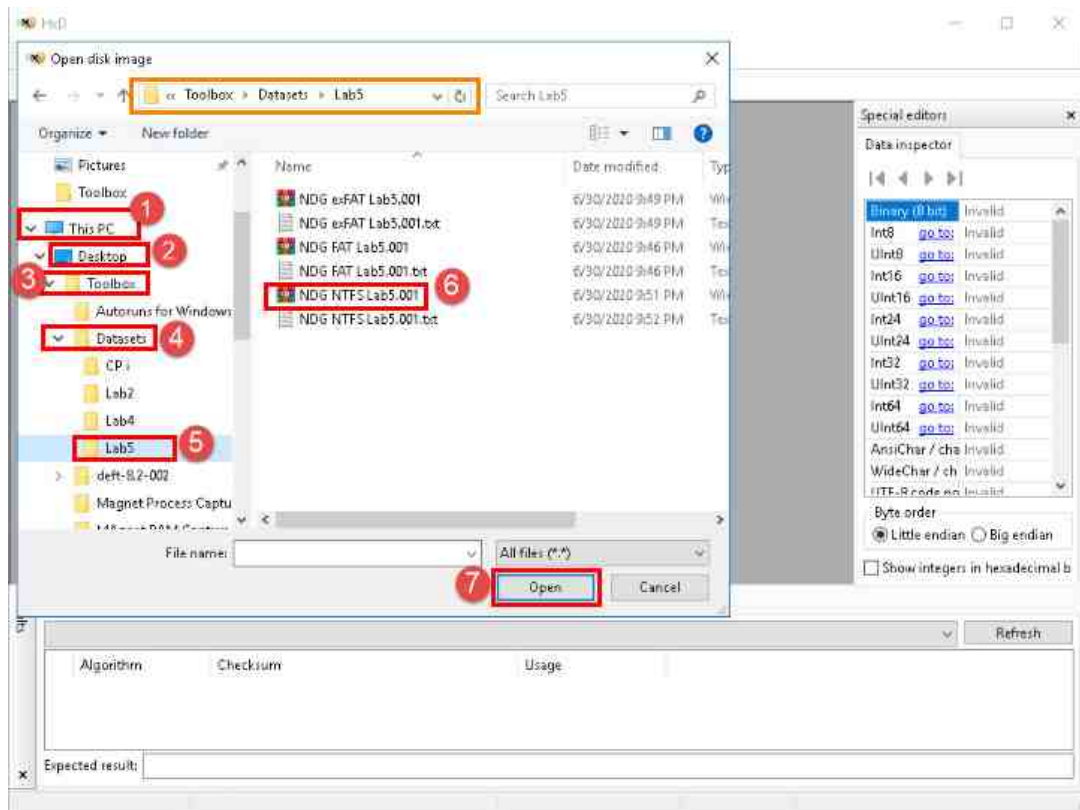 HxD
Open disk image
« Toolbox > Datasets > Lab5
Search Lab5
Organize
New folder
Pictures
Toolbox
1
This PC
Desktop
2
3
Toolbox
Autoruns for Windows
Datasets
4
Lab2
Lab4
Lab5
5
deft-8.2-002
Magnet Process Captu
Name
Date modified
Typ
NDG exFAT Lab5.001
6/30/2020 9:49 PM
NDG exFAT Lab5.001.txt
6/30/2020 9:49 PM
Tex
NDG FAT Lab5.001
6/30/2020 9:46 PM
NDG FAT Lab5.001.txt
6/30/2020 9:46 PM
Tex
NDG NTFS Lab5.001
6
6/30/2020 9:51 PM
NDG NTFS Lab5.001.txt
6/30/2020 9:52 PM
Tex
File name:
All files (*.*)
7
Open
Cancel
Special editors
Data inspector
Binary (8 bit) Invalid
Int8 go to: Invalid
UInt8 go to: Invalid
Int16 go to: Invalid
UInt16 go to: Invalid
Int24 go to: Invalid
UInt24 go to: Invalid
Int32 go to: Invalid
UInt32 go to: Invalid
Int64 go to: Invalid
UInt64 go to: Invalid
AnsiChar / cha Invalid
WideChar / ch Invalid
Byte order
Little endian Big endian
Show integers in hexadecimal b
Refresh
Algorithm Checksum Usage
Expected result: